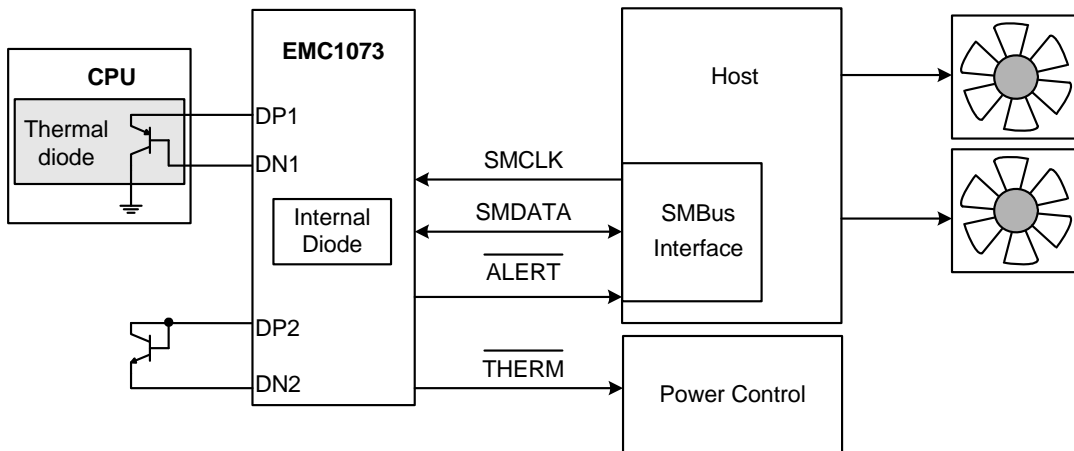 CPU
Thermal
diode
EMC1073
DP1
DN1
Internal
Diode
DP2
DN2
SMCLK
SMDATA
ALERT
THERM
Host
SMBus
Interface
Power Control